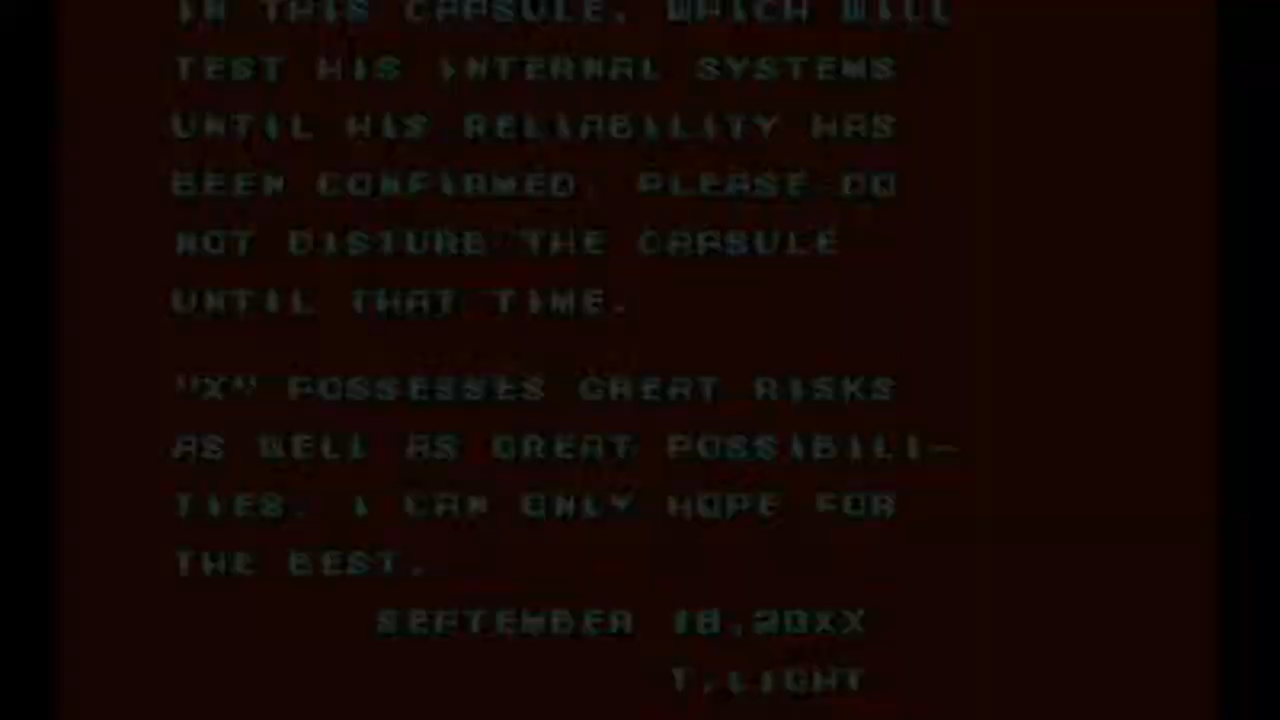 IN THIS CAPSULE, WHICH WILL
TEST HIS INTERNAL SYSTEMS
UNTIL HIS RELIABILITY HAS
BEEN CONFIRMED. PLEASE DO
NOT DISTURB THE CAPSULE
UNTIL THAT TIME.
"X" POSSESSES GREAT RISKS
AS WELL AS GREAT POSSIBILI-
TIES. I CAN ONLY HOPE FOR
THE BEST.
SEPTEMBER 18,20XX
T.LIGHT